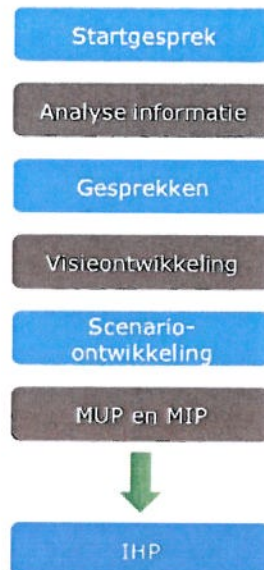 Startgesprek
Analyse informatie
Gesprekken
Visieontwikkeling
Scenario-
ontwikkeling
MUP en MIP
IHP